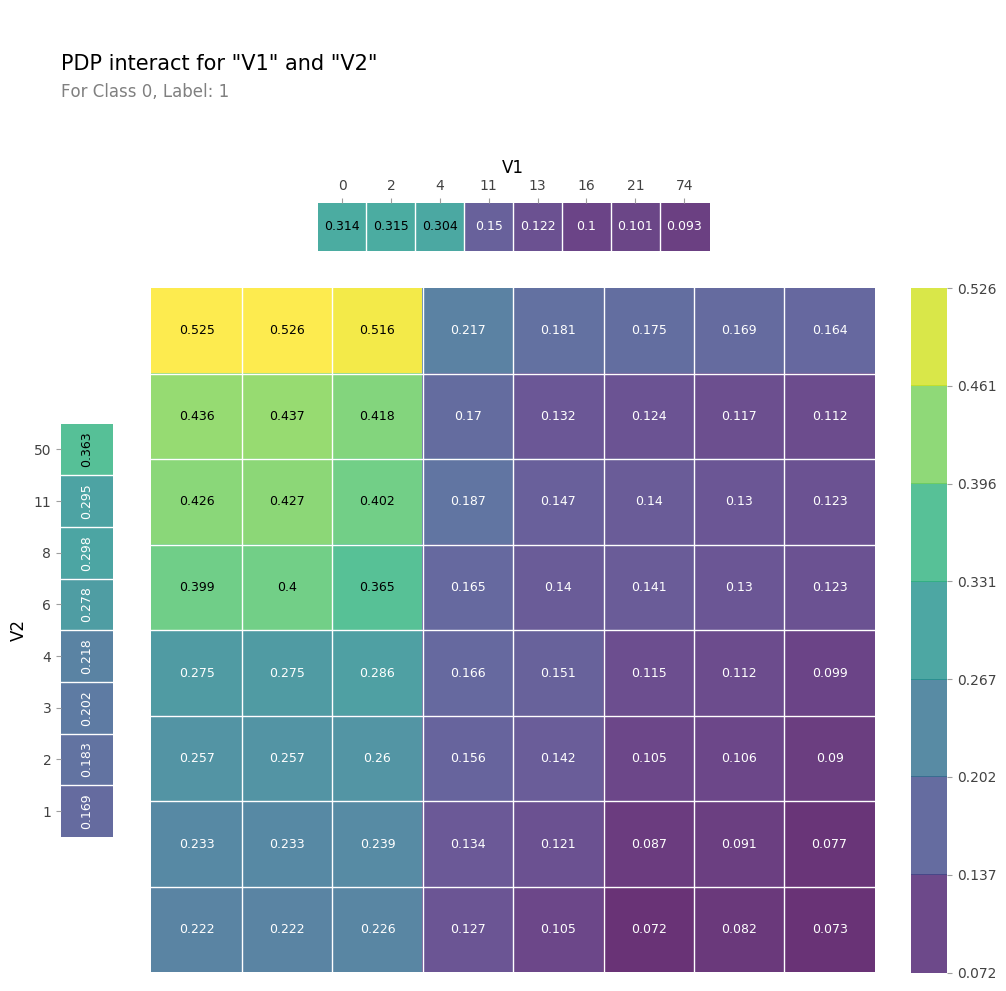 PDP interact for "V1" and "V2"
For Class 0, Label: 1
V1
0 2 4 11 13 16 21 74
0.314 0.315 0.304 0.15 0.122 0.1 0.101 0.093
0.525 0.526 0.516 0.217 0.181 0.175 0.169 0.164
0.436 0.437 0.418 0.17 0.132 0.124 0.117 0.112
0.426 0.427 0.402 0.187 0.147 0.14 0.13 0.123
0.399 0.4 0.365 0.165 0.14 0.141 0.13 0.123
0.275 0.275 0.286 0.166 0.151 0.115 0.112 0.099
0.257 0.257 0.26 0.156 0.142 0.105 0.106 0.09
0.233 0.233 0.239 0.134 0.121 0.087 0.091 0.077
0.222 0.222 0.226 0.127 0.105 0.072 0.082 0.073
V2
50 0.363
11 0.295
8 0.298
6 0.278
4 0.218
3 0.202
2 0.183
1 0.169
0.526
0.461
0.396
0.331
0.267
0.202
0.137
0.072